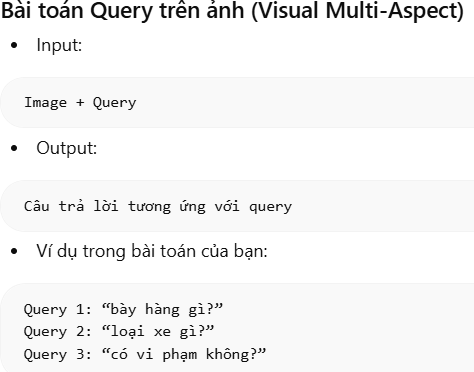 Bài toán Query trên ảnh (Visual Multi-Aspect)
• Input:
Image + Query
• Output:
Câu trả lời tương ứng với query
• Ví dụ trong bài toán của bạn:
Query 1: “bày hàng gì?”
Query 2: “loại xe gì?”
Query 3: “có vi phạm không?”